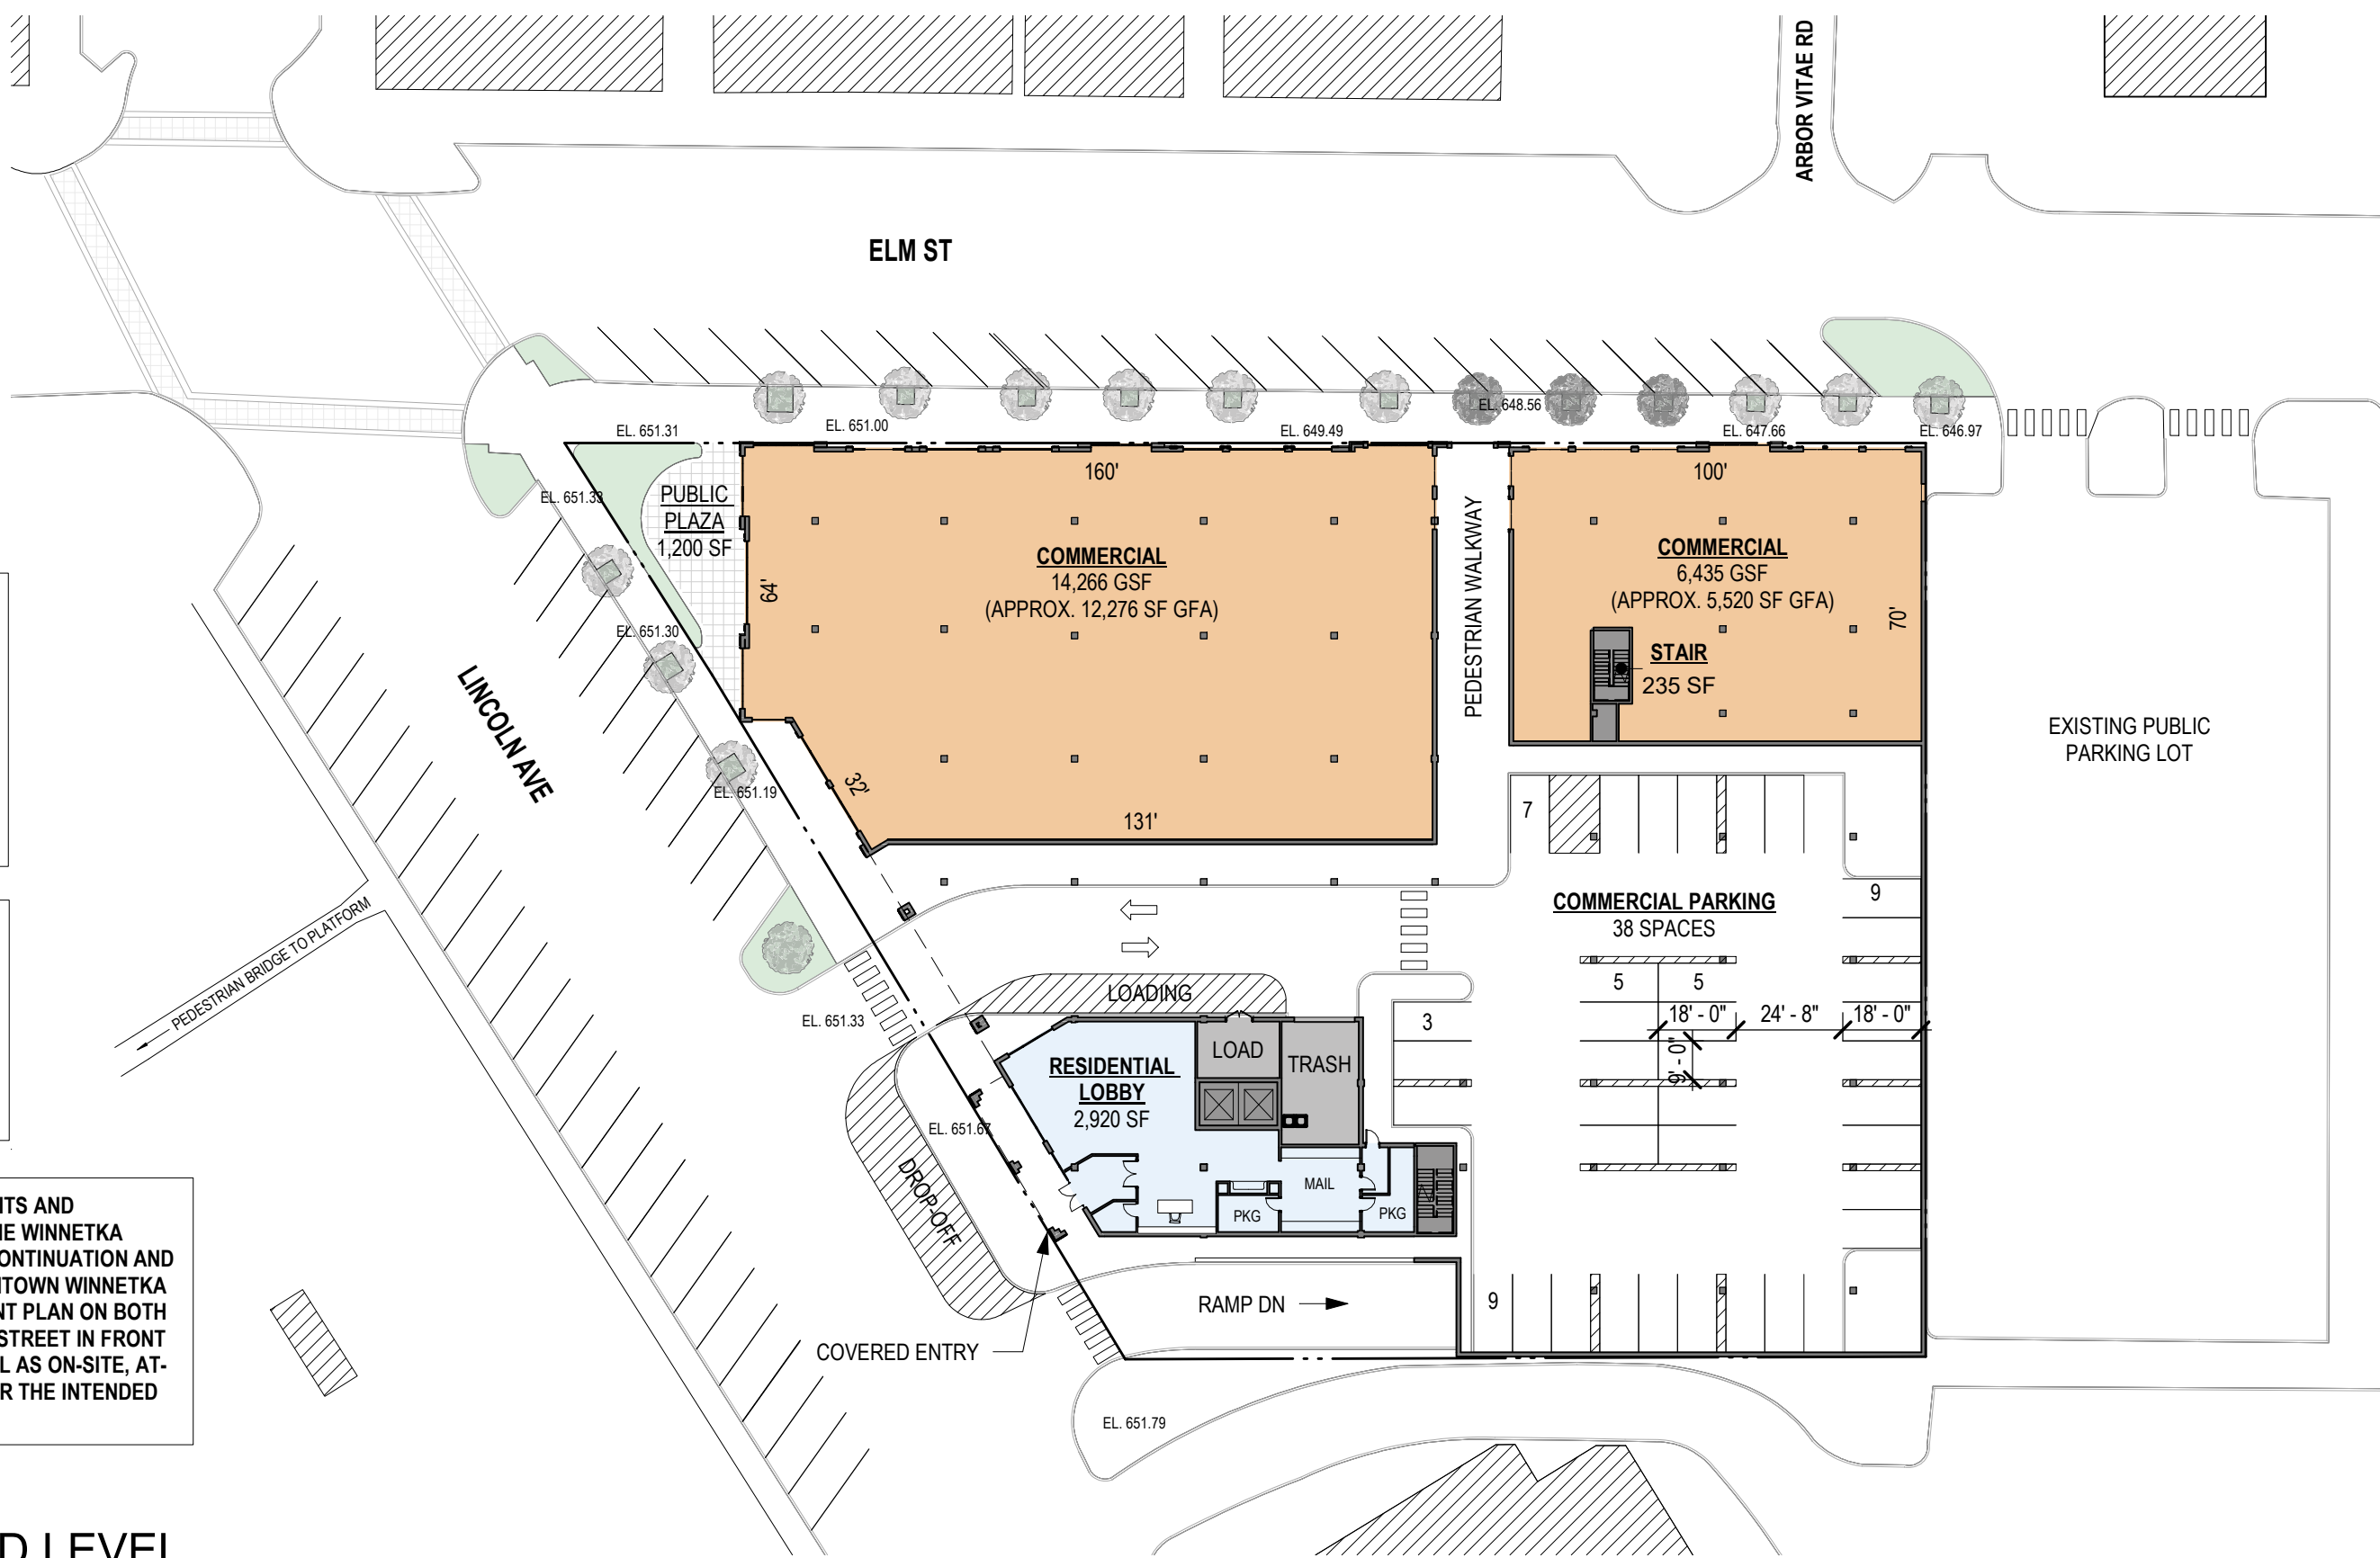 ARBOR VITAE RD
ELM ST
EL. 651.31
EL. 651.00
EL. 649.49
EL. 648.56
EL. 647.66
EL. 646.97
EL. 651.33
160'
100'
PUBLIC
PLAZA
1,200 SF
64'
COMMERCIAL
14,266 GSF
(APPROX. 12,276 SF GFA)
PEDESTRIAN WALKWAY
COMMERCIAL
6,435 GSF
(APPROX. 5,520 SF GFA)
70'
STAIR
235 SF
EL. 651.30
LINCOLN AVE
EL. 651.19
32'
131'
EXISTING PUBLIC
PARKING LOT
7
9
COMMERCIAL PARKING
38 SPACES
5
5
18' - 0"
24' - 8"
18' - 0"
9' - 0"
3
PEDESTRIAN BRIDGE TO PLATFORM
LOADING
EL. 651.33
LOAD
TRASH
RESIDENTIAL
LOBBY
2,920 SF
EL. 651.67
DROP-OFF
MAIL
PKG
PKG
RAMP DN
9
COVERED ENTRY
EL. 651.79
ITS AND
HE WINNETKA
ONTINUATION AND
NTOWN WINNETKA
NT PLAN ON BOTH
STREET IN FRONT
L AS ON-SITE, AT-
R THE INTENDED
D LEVEL